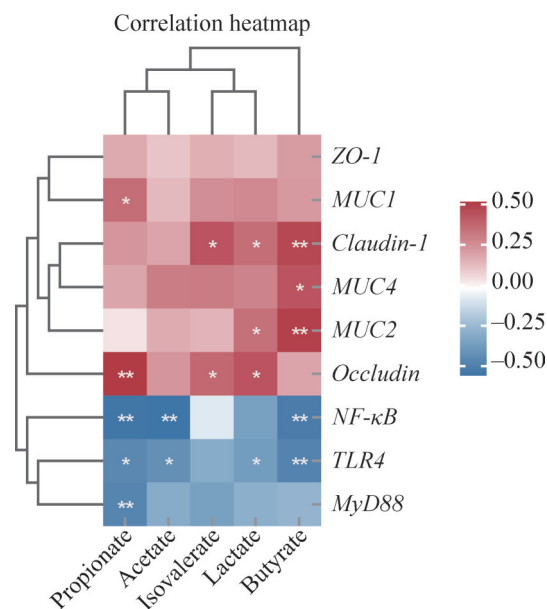 Correlation heatmap
ZO-1
* MUC1
* * ** Claudin-1
* MUC4
* ** MUC2
** * * Occludin
** ** ** NF-κB
* * * ** TLR4
** MyD88
Propionate
Acetate
Isovalerate
Lactate
Butyrate
0.50
0.25
0.00
−0.25
−0.50